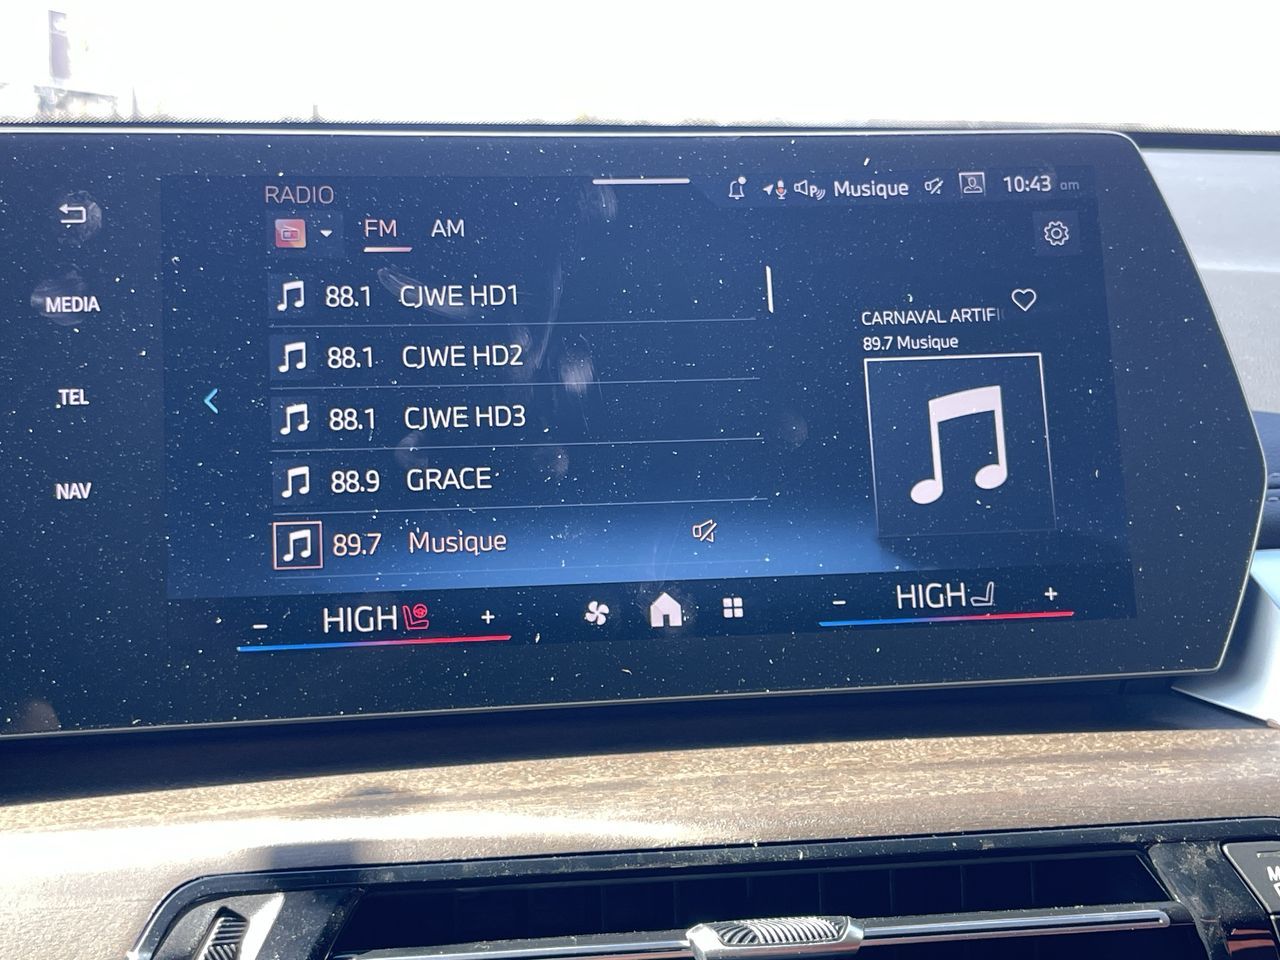 RADIO
Musique
10:43 am
FM AM
MEDIA
TEL
NAV
88.1 CJWE HD1
88.1 CJWE HD2
88.1 CJWE HD3
88.9 GRACE
89.7 Musique
CARNAVAL ARTIFI
89.7 Musique
- HIGH +
- HIGH +